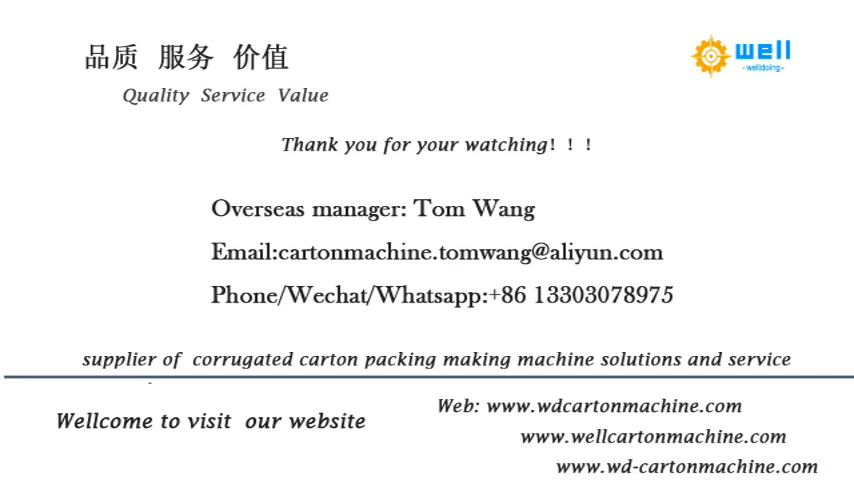 品质 服务 价值
well
-welldoing-
Quality Service Value
Thank you for your watching！！！
Overseas manager: Tom Wang
Email:cartonmachine.tomwang@aliyun.com
Phone/Wechat/Whatsapp:+86 13303078975
supplier of corrugated carton packing making machine solutions and service
Wellcome to visit our website
Web: www.wdcartonmachine.com
www.wellcartonmachine.com
www.wd-cartonmachine.com